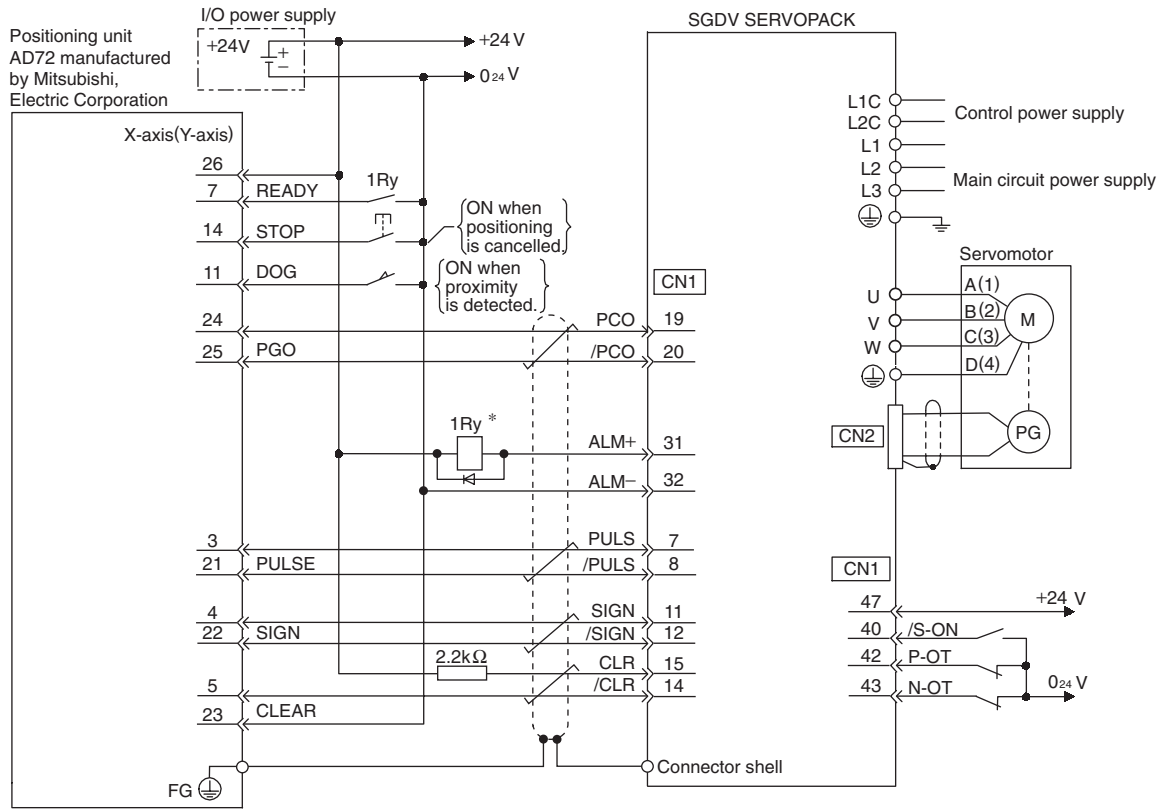 I/O power supply
SGDV SERVOPACK
Positioning unit
AD72 manufactured
by Mitsubishi,
Electric Corporation
+24V
+
−
+24 V
024 V
X-axis(Y-axis)
26
7 READY 1Ry
14 STOP
ON when
positioning
is cancelled.
11 DOG
ON when
proximity
is detected.
CN1
24 PCO 19
25 PGO /PCO 20
1Ry *
ALM+ 31
ALM− 32
3 PULS 7
21 PULSE /PULS 8
4 SIGN 11
22 SIGN /SIGN 12
2.2kΩ CLR 15
5 /CLR 14
23 CLEAR
FG
Connector shell
L1C
L2C
Control power supply
L1
L2
L3
Main circuit power supply
Servomotor
U A(1)
V B(2)
W C(3)
D(4)
M
CN2
PG
CN1
47 +24 V
40 /S-ON
42 P-OT
43 N-OT 024 V